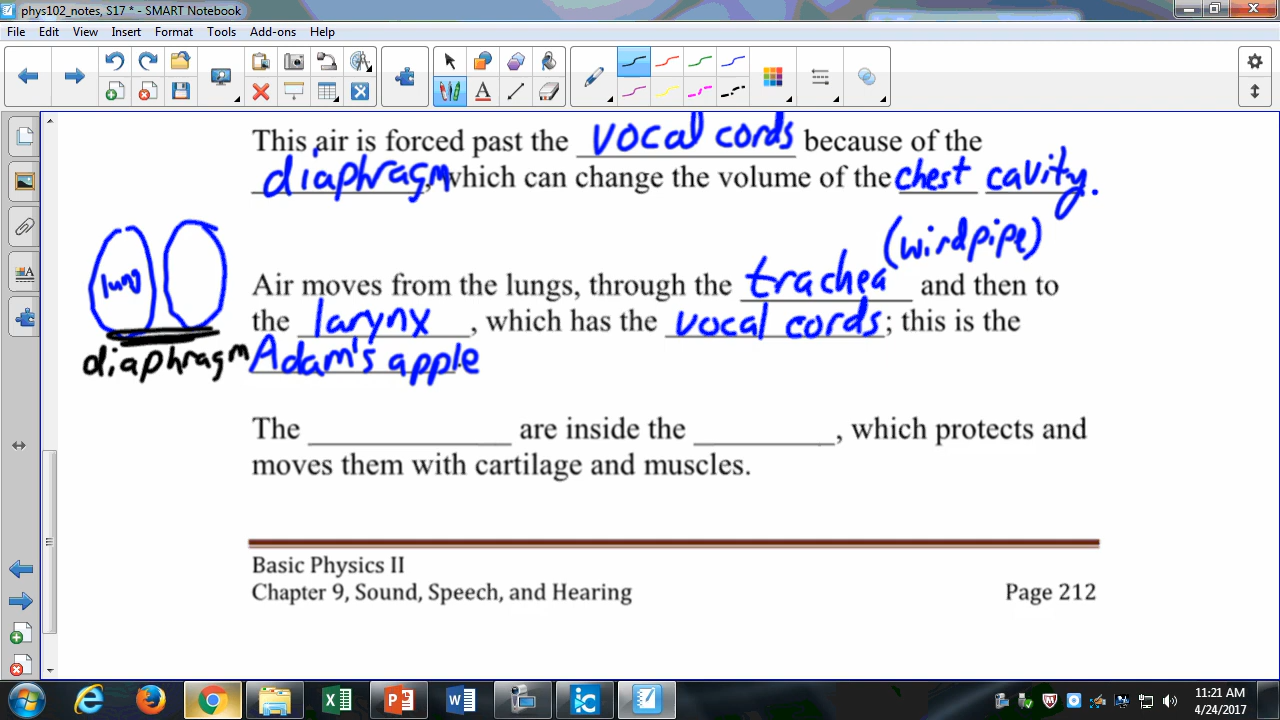 phys102_notes, S17 * - SMART Notebook
File Edit View Insert Format Tools Add-ons Help
This air is forced past the vocal cords because of the
diaphragm, which can change the volume of the chest cavity.
(windpipe)
lung
Air moves from the lungs, through the trachea and then to
the larynx, which has the vocal cords; this is the
diaphragm
Adam's apple.
The ______________ are inside the __________, which protects and
moves them with cartilage and muscles.
Basic Physics II
Chapter 9, Sound, Speech, and Hearing Page 212
11:21 AM
4/24/2017